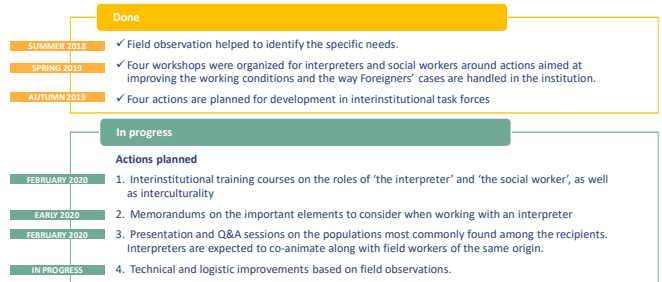 Done
SUMMER 2018
✓ Field observation helped to identify the specific needs.
SPRING 2019
✓ Four workshops were organized for interpreters and social workers around actions aimed at
improving the working conditions and the way Foreigners’ cases are handled in the institution.
AUTUMN 2019
✓ Four actions are planned for development in interinstitutional task forces
In progress
Actions planned
FEBRUARY 2020
1. Interinstitutional training courses on the roles of ‘the interpreter’ and ‘the social worker’, as well
as interculturality
EARLY 2020
2. Memorandums on the important elements to consider when working with an interpreter
FEBRUARY 2020
3. Presentation and Q&A sessions on the populations most commonly found among the recipients.
Interpreters are expected to co-animate along with field workers of the same origin.
IN PROGRESS
4. Technical and logistic improvements based on field observations.